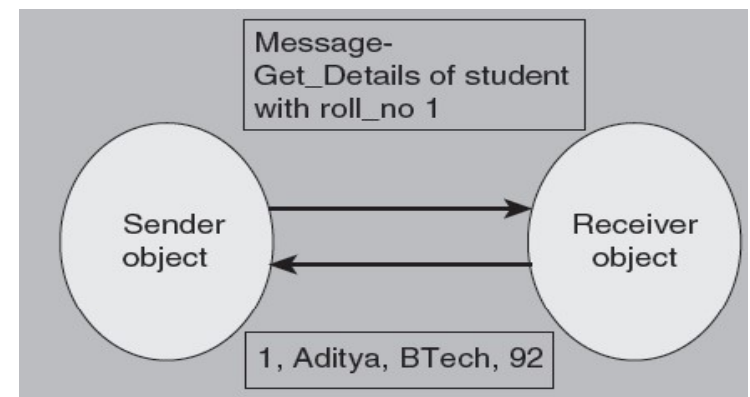 Message-
Get_Details of student
with roll_no 1
Sender
object
Receiver
object
1, Aditya, BTech, 92